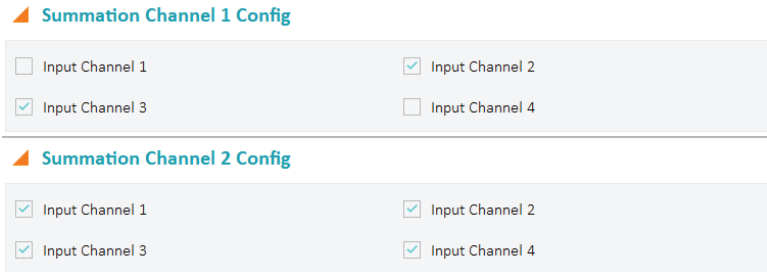 Summation Channel 1 Config
Input Channel 1 Input Channel 2
Input Channel 3 Input Channel 4
Summation Channel 2 Config
Input Channel 1 Input Channel 2
Input Channel 3 Input Channel 4